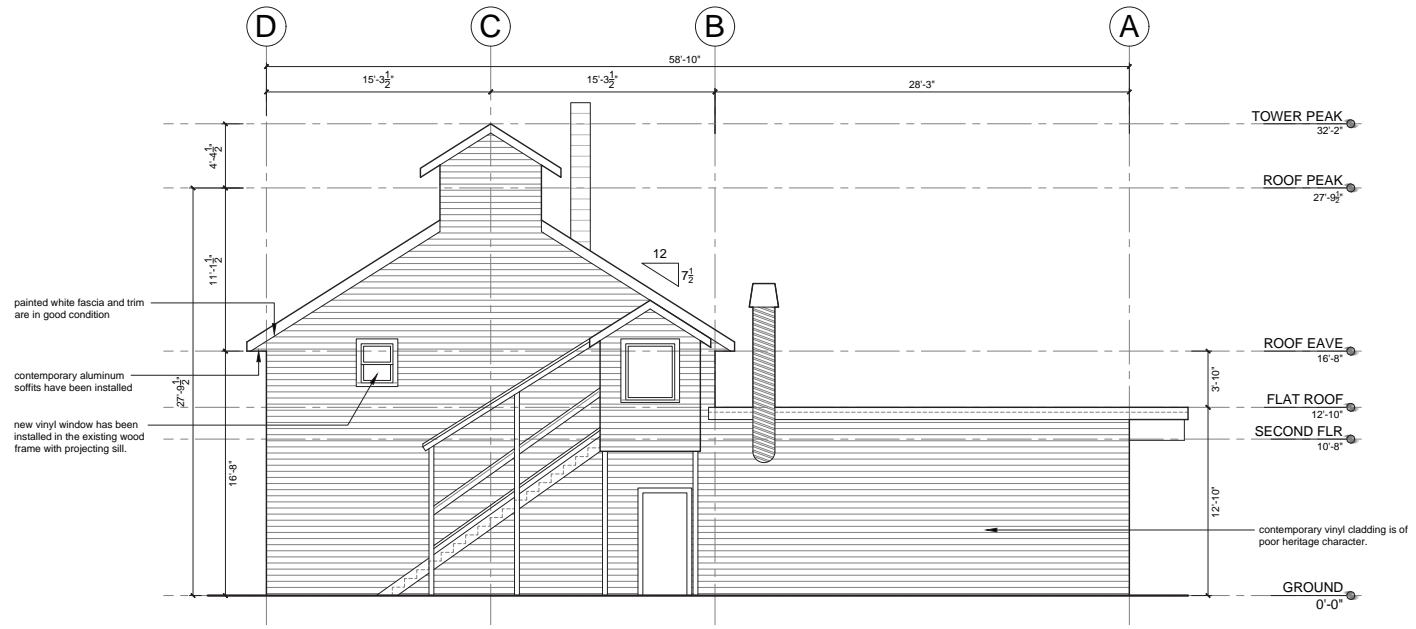 D
C
B
A
58'-10"
15'-3½"
15'-3½"
28'-3"
TOWER PEAK
32'-2"
4'-4½"
ROOF PEAK
27'-9½"
11'-1½"
12
7½
painted white fascia and trim
are in good condition
ROOF EAVE
16'-8"
contemporary aluminum
soffits have been installed
27'-9½"
3'-10"
FLAT ROOF
12'-10"
new vinyl window has been
installed in the existing wood
frame with projecting sill.
SECOND FLR
10'-8"
16'-8"
12'-10"
contemporary vinyl cladding is of
poor heritage character.
GROUND
0'-0"